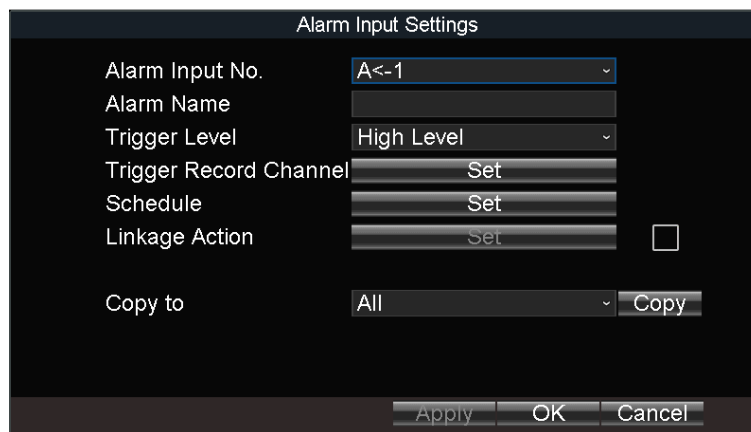 Alarm Input Settings
Alarm Input No. A<-1
Alarm Name
Trigger Level High Level
Trigger Record Channel Set
Schedule Set
Linkage Action Set
Copy to All Copy
Apply OK Cancel